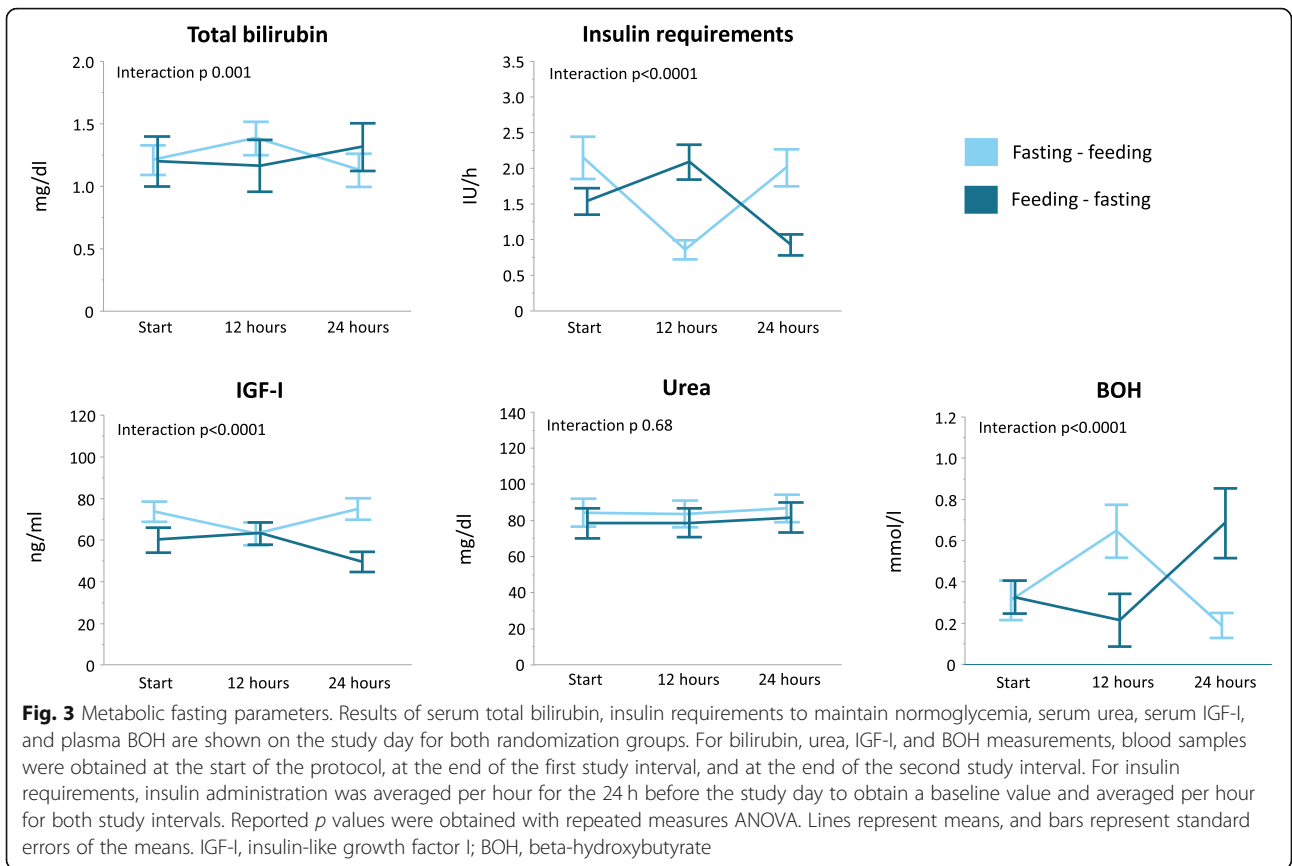 Total bilirubin
Interaction p 0.001
mg/dl
2.0
1.5
1.0
0.5
0
Start 12 hours 24 hours
Insulin requirements
Interaction p<0.0001
IU/h
3.5
3.0
2.5
2.0
1.5
1.0
0.5
0
Start 12 hours 24 hours
Fasting - feeding
Feeding - fasting
IGF-I
Interaction p<0.0001
ng/ml
120
100
80
60
40
20
0
Start 12 hours 24 hours
Urea
Interaction p 0.68
mg/dl
140
120
100
80
60
40
20
0
Start 12 hours 24 hours
BOH
Interaction p<0.0001
mmol/l
1.2
1.0
0.8
0.6
0.4
0.2
0
Start 12 hours 24 hours
Fig. 3 Metabolic fasting parameters. Results of serum total bilirubin, insulin requirements to maintain normoglycemia, serum urea, serum IGF-I,
and plasma BOH are shown on the study day for both randomization groups. For bilirubin, urea, IGF-I, and BOH measurements, blood samples
were obtained at the start of the protocol, at the end of the first study interval, and at the end of the second study interval. For insulin
requirements, insulin administration was averaged per hour for the 24 h before the study day to obtain a baseline value and averaged per hour
for both study intervals. Reported p values were obtained with repeated measures ANOVA. Lines represent means, and bars represent standard
errors of the means. IGF-I, insulin-like growth factor I; BOH, beta-hydroxybutyrate